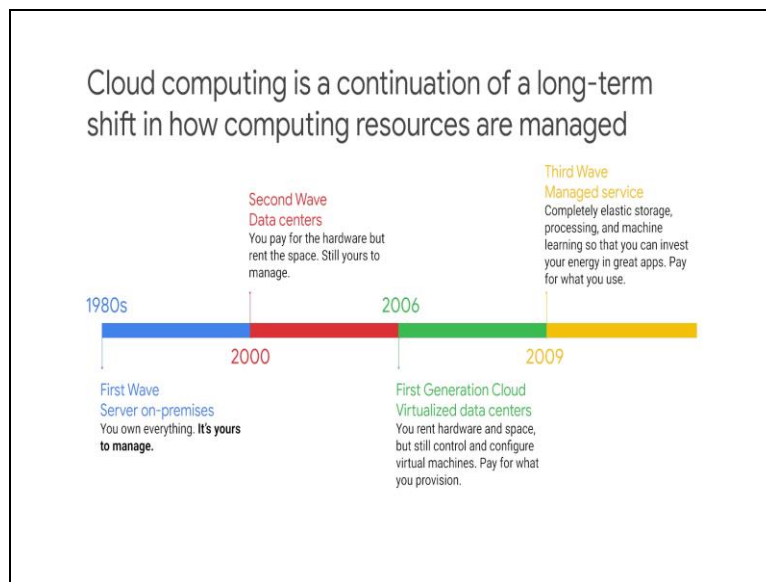 Cloud computing is a continuation of a long-term
shift in how computing resources are managed
1980s
First Wave
Server on-premises
You own everything. It's yours
to manage.
Second Wave
Data centers
You pay for the hardware but
rent the space. Still yours to
manage.
2000
2006
First Generation Cloud
Virtualized data centers
You rent hardware and space,
but still control and configure
virtual machines. Pay for what
you provision.
Third Wave
Managed service
Completely elastic storage,
processing, and machine
learning so that you can invest
your energy in great apps. Pay
for what you use.
2009